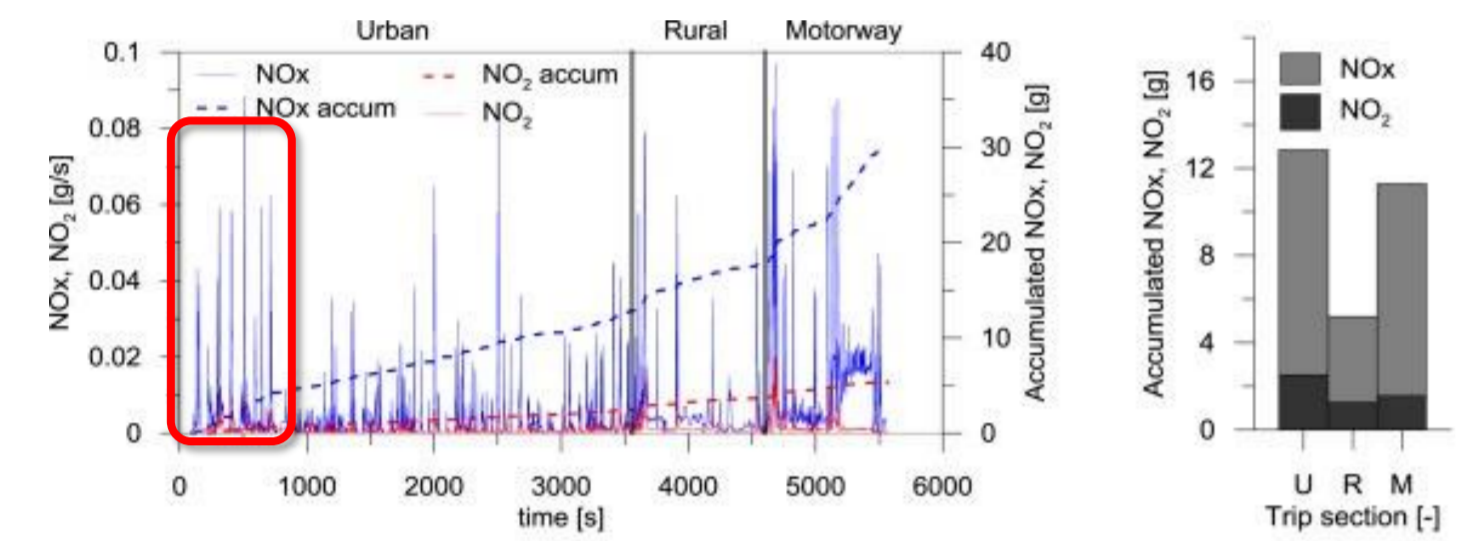 Urban Rural Motorway
0.1
0.08
0.06
0.04
0.02
0
NOx, NO₂ [g/s]
NOx
NOx accum
NO₂ accum
NO₂
40
30
20
10
0
Accumulated NOx, NO₂ [g]
0 1000 2000 3000 4000 5000 6000
time [s]
Accumulated NOx, NO₂ [g]
16
12
8
4
0
NOx
NO₂
U R M
Trip section [-]